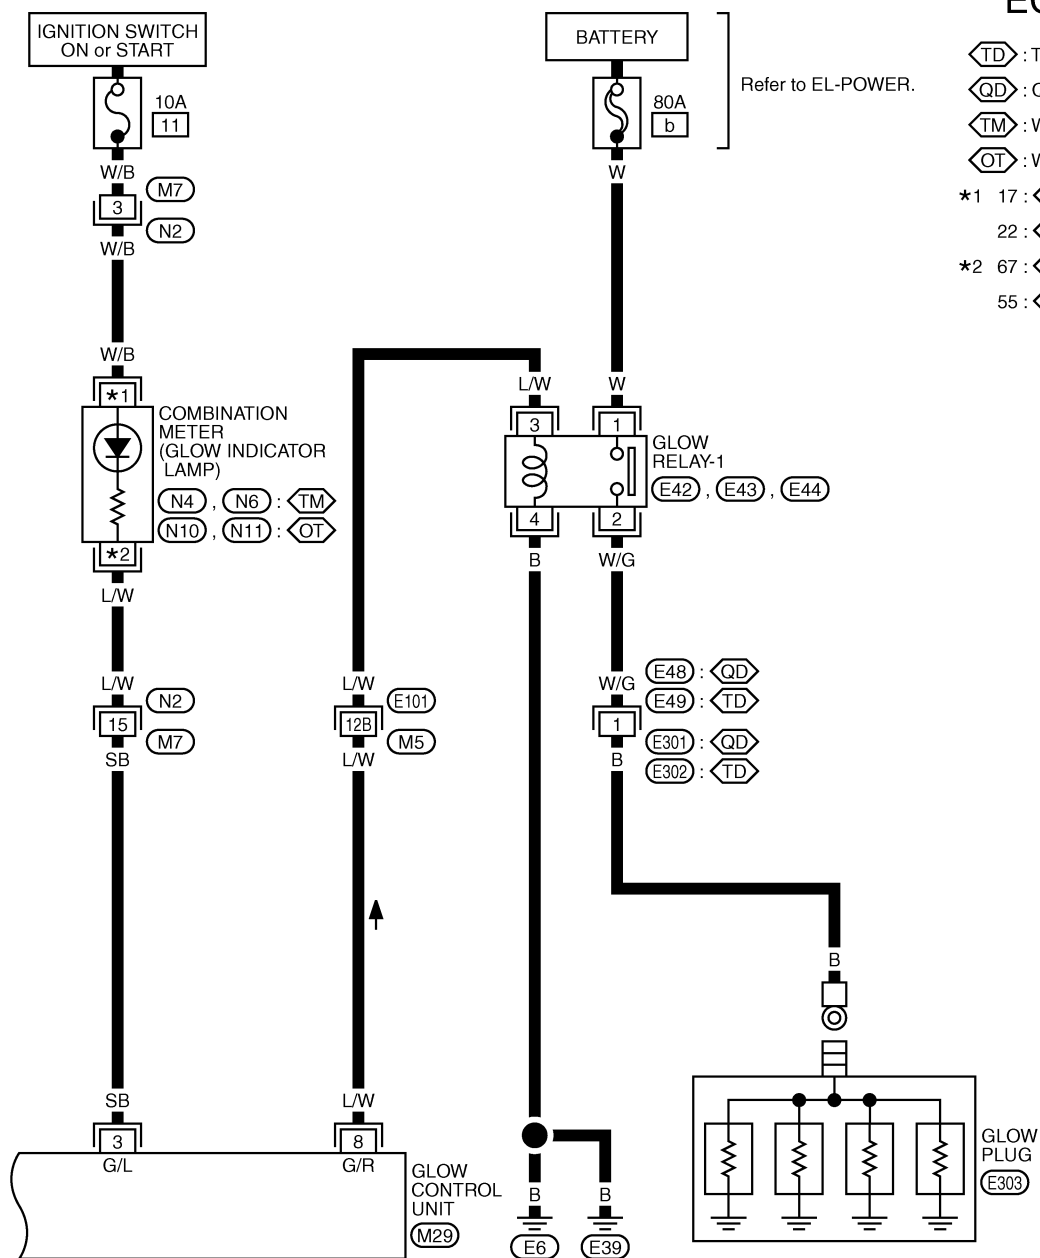 IGNITION SWITCH
ON or START
BATTERY
Refer to EL-POWER.
10A
11
80A
b
TD : T
QD :
TM : W
OT : W
*1 17 :
22 :
*2 67 :
55 :
W/B
M7
3
N2
W/B
W
W/B
L/W
W
*1
COMBINATION
METER
(GLOW INDICATOR
LAMP)
N4 , N6 : TM
N10 , N11 : OT
*2
3
1
GLOW
RELAY-1
E42 , E43 , E44
4
2
B
W/G
L/W
L/W
N2
15
M7
SB
L/W
E101
12B
M5
L/W
W/G
E48 : QD
E49 : TD
1
E301 : QD
E302 : TD
B
B
SB
L/W
3
8
G/L
G/R
GLOW
CONTROL
UNIT
M29
B
B
E6
E39
GLOW
PLUG
E303